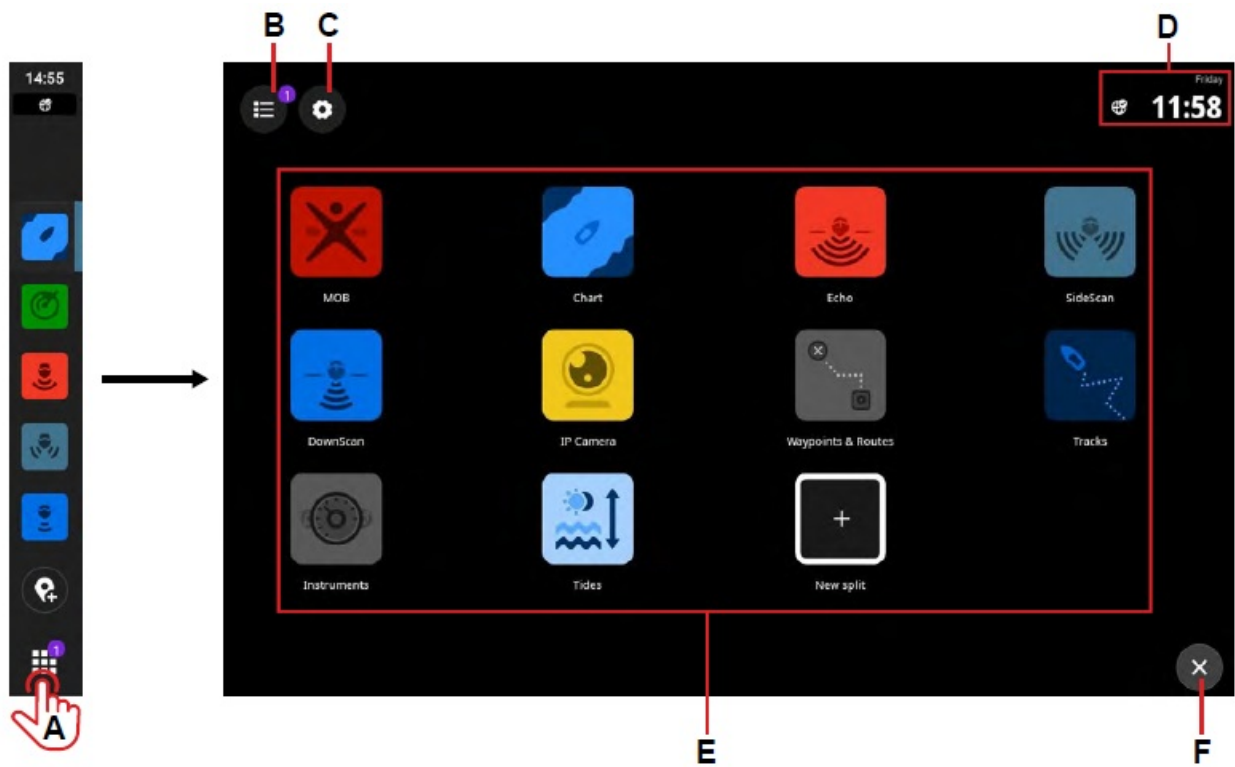 B C D
14:55
1
Friday
11:58
MOB Chart Echo SideScan
DownScan IP Camera Waypoints & Routes Tracks
Instruments Tides New split
1
A
E F